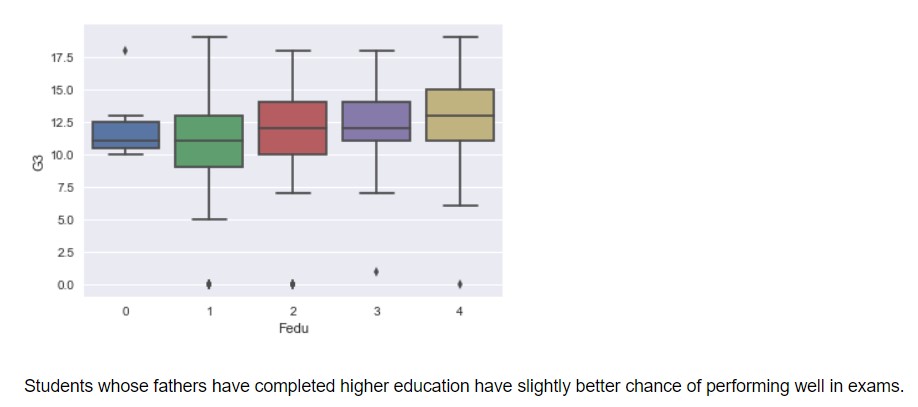 17.5
15.0
12.5
10.0
7.5
5.0
2.5
0.0
G3
0 1 2 3 4
Fedu
Students whose fathers have completed higher education have slightly better chance of performing well in exams.